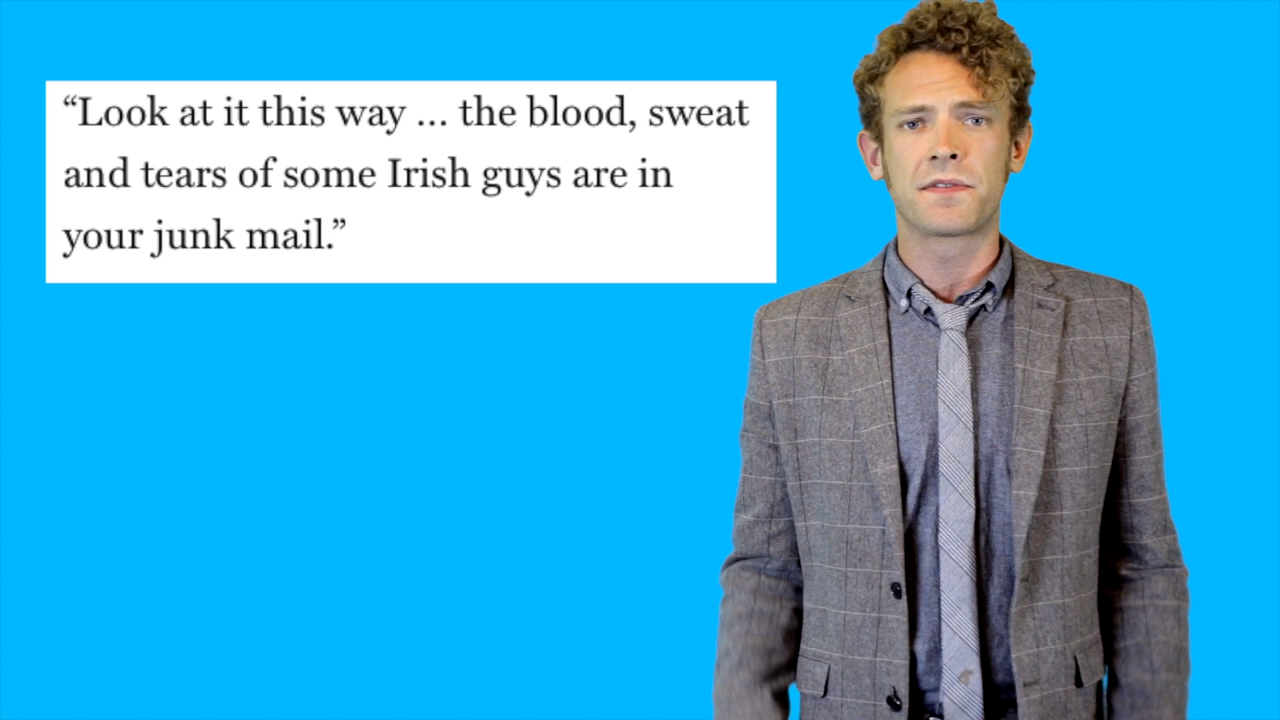 “Look at it this way ... the blood, sweat
and tears of some Irish guys are in
your junk mail.”